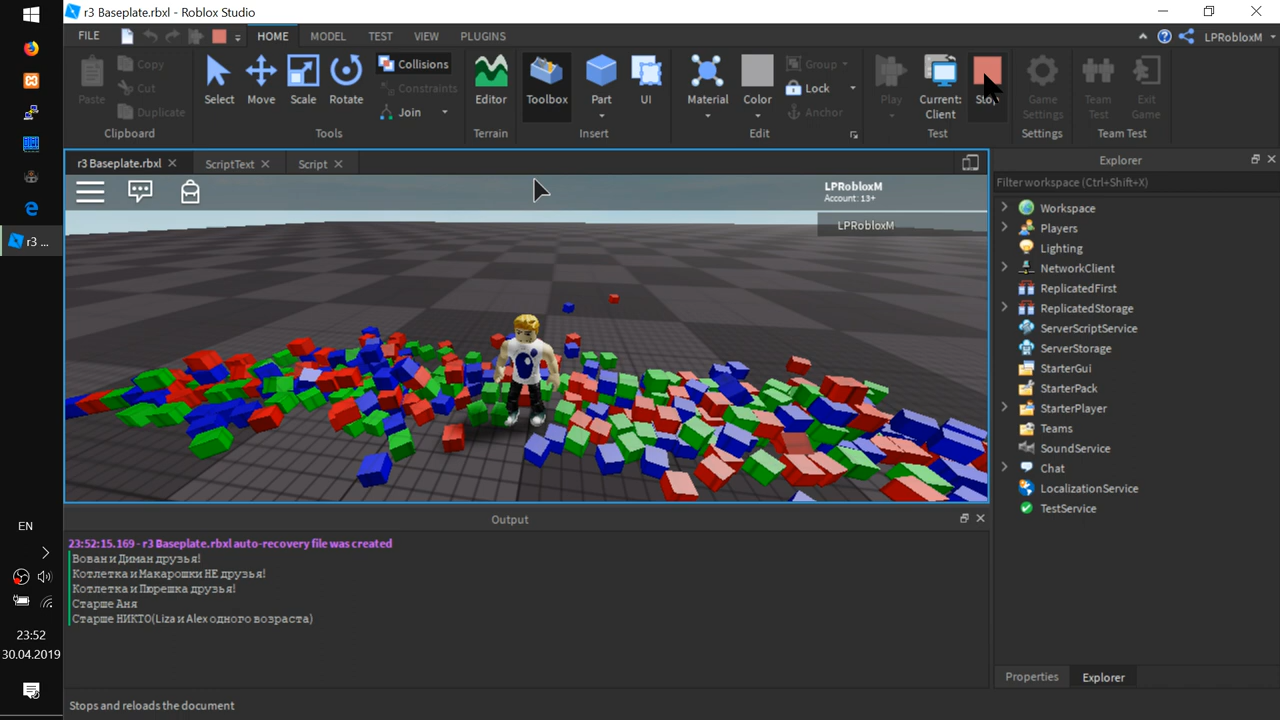 r3 Baseplate.rbxl - Roblox Studio
FILE HOME MODEL TEST VIEW PLUGINS LPRobloxM
Paste Copy Cut Duplicate
Clipboard
Select Move Scale Rotate Collisions Constraints Join
Tools
Editor
Terrain
Toolbox Part UI
Insert
Material Color Group Lock Anchor
Edit
Play Current: Client Stop
Test
Game Settings
Settings
Team Test Exit Game
Team Test
r3 Baseplate.rbxl ScriptText Script
LPRobloxM
Account: 13+
LPRobloxM
Explorer
Filter workspace (Ctrl+Shift+X)
Workspace
Players
Lighting
NetworkClient
ReplicatedFirst
ReplicatedStorage
ServerScriptService
ServerStorage
StarterGui
StarterPack
StarterPlayer
Teams
SoundService
Chat
LocalizationService
TestService
Properties Explorer
Output
23:52:15.169 - r3 Baseplate.rbxl auto-recovery file was created
Вован и Диман друзья!
Котлетка и Макарошки НЕ друзья!
Котлетка и Пюрешка друзья!
Старше Аня
Старше НИКТО(Liza и Alex одного возраста)
Stops and reloads the document
r3 ...
EN
23:52
30.04.2019